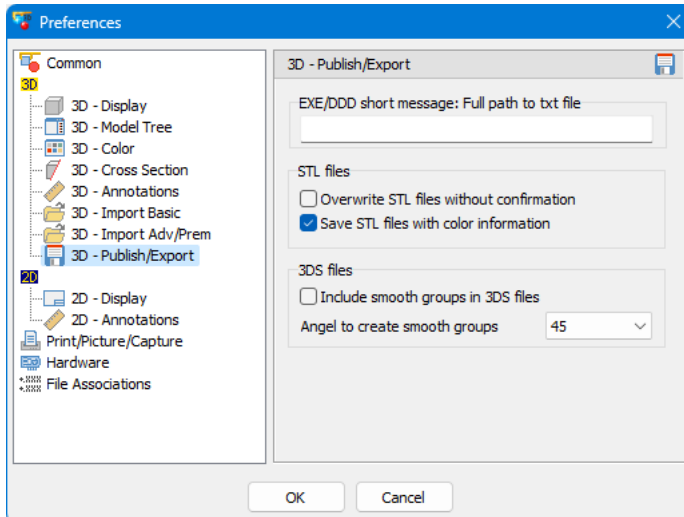 Preferences
Common
3D
3D - Display
3D - Model Tree
3D - Color
3D - Cross Section
3D - Annotations
3D - Import Basic
3D - Import Adv/Prem
3D - Publish/Export
2D
2D - Display
2D - Annotations
Print/Picture/Capture
Hardware
*.XXX
*.XXX File Associations
3D - Publish/Export
EXE/DDD short message: Full path to txt file
STL files
Overwrite STL files without confirmation
Save STL files with color information
3DS files
Include smooth groups in 3DS files
Angel to create smooth groups 45
OK Cancel